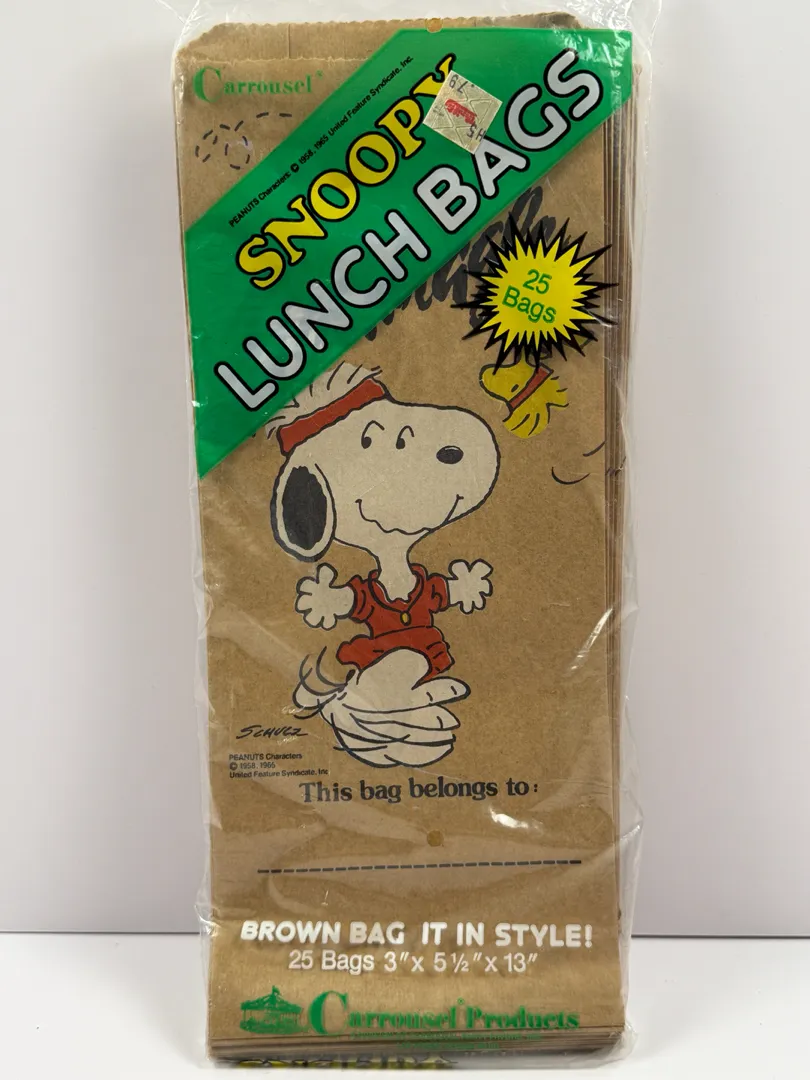 Carrousel®
PEANUTS Characters: © 1958, 1965 United Feature Syndicate, Inc.
SNOOPY
.79
LUNCH BAGS
25
Bags
SCHULZ
PEANUTS Characters
© 1958, 1965
United Feature Syndicate, Inc
This bag belongs to:
BROWN BAG IT IN STYLE!
25 Bags 3" x 5 ½" x 13"
Carrousel® Products